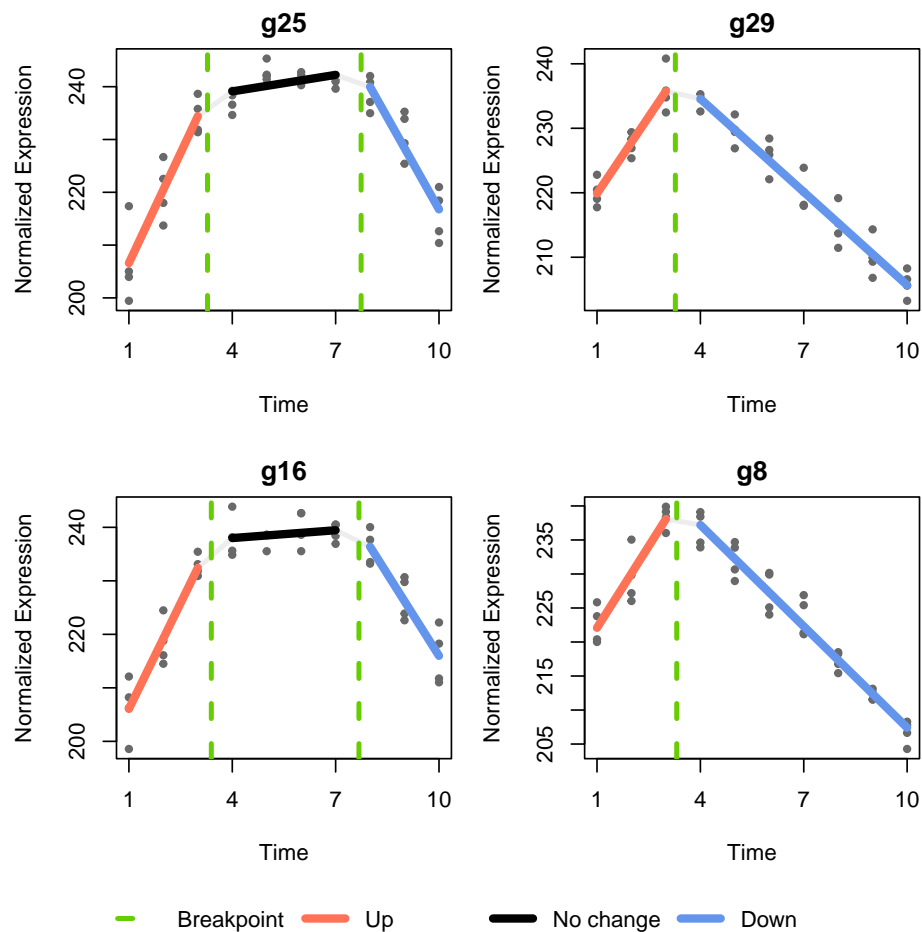 g25
Normalized Expression
200
220
240
1 4 7 10
Time
g29
Normalized Expression
210
220
230
240
1 4 7 10
Time
g16
Normalized Expression
200
220
240
1 4 7 10
Time
g8
Normalized Expression
205
215
225
235
1 4 7 10
Time
Breakpoint Up No change Down